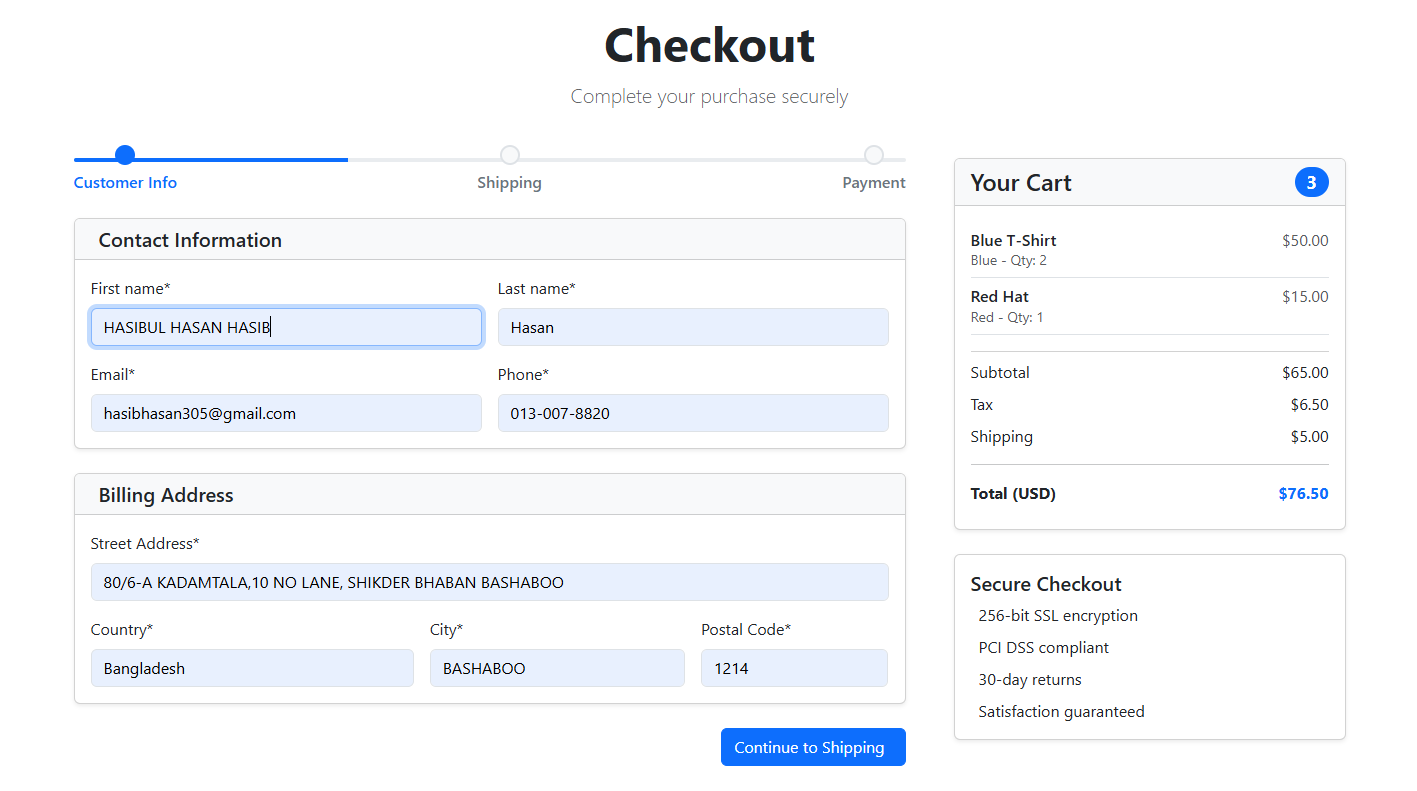 Checkout
Complete your purchase securely
Customer Info
Shipping
Payment
Contact Information
First name*
Last name*
HASIBUL HASAN HASIB
Hasan
Email*
Phone*
hasibhasan305@gmail.com
013-007-8820
Billing Address
Street Address*
80/6-A KADAMTALA,10 NO LANE, SHIKDER BHABAN BASHABOO
Country*
City*
Postal Code*
Bangladesh
BASHABOO
1214
Continue to Shipping
Your Cart 3
Blue T-Shirt $50.00
Blue - Qty: 2
Red Hat $15.00
Red - Qty: 1
Subtotal $65.00
Tax $6.50
Shipping $5.00
Total (USD) $76.50
Secure Checkout
256-bit SSL encryption
PCI DSS compliant
30-day returns
Satisfaction guaranteed